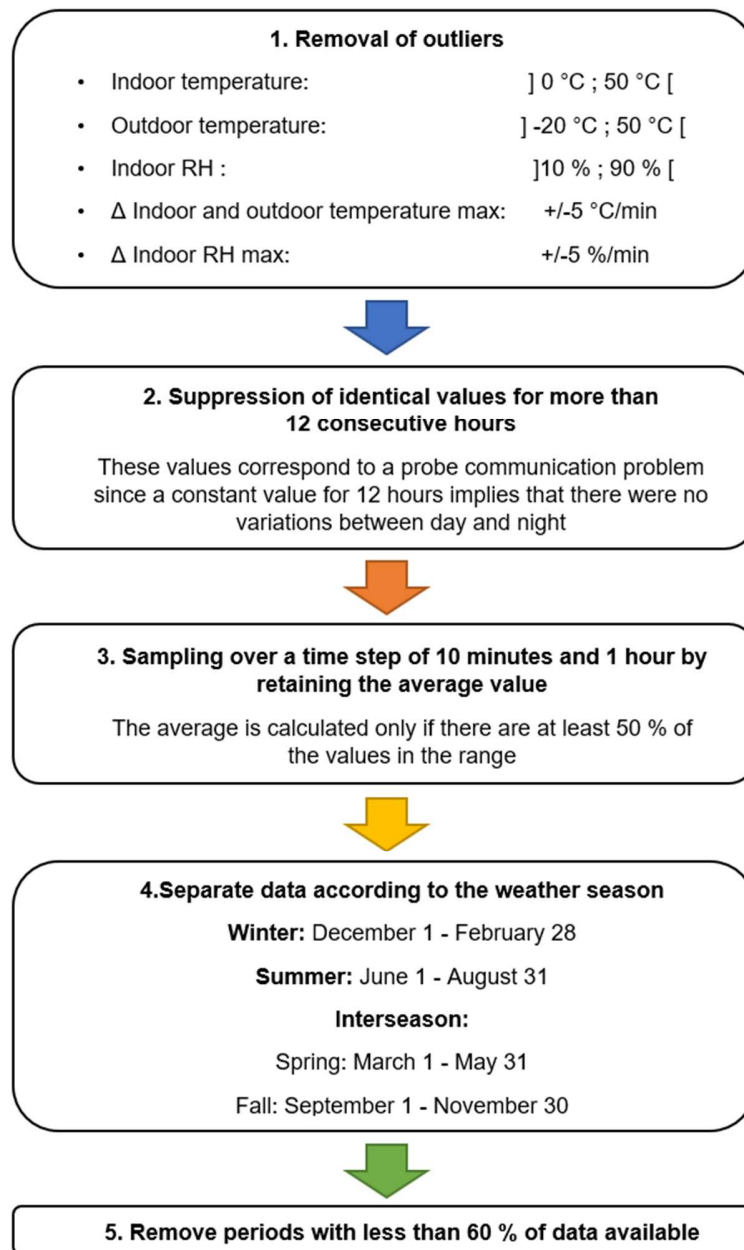 1. Removal of outliers
• Indoor temperature: ] 0 °C ; 50 °C [
• Outdoor temperature: ] -20 °C ; 50 °C [
• Indoor RH : ]10 % ; 90 % [
• Δ Indoor and outdoor temperature max: +/-5 °C/min
• Δ Indoor RH max: +/-5 %/min
2. Suppression of identical values for more than
12 consecutive hours
These values correspond to a probe communication problem
since a constant value for 12 hours implies that there were no
variations between day and night
3. Sampling over a time step of 10 minutes and 1 hour by
retaining the average value
The average is calculated only if there are at least 50 % of
the values in the range
4.Separate data according to the weather season
Winter: December 1 - February 28
Summer: June 1 - August 31
Interseason:
Spring: March 1 - May 31
Fall: September 1 - November 30
5. Remove periods with less than 60 % of data available